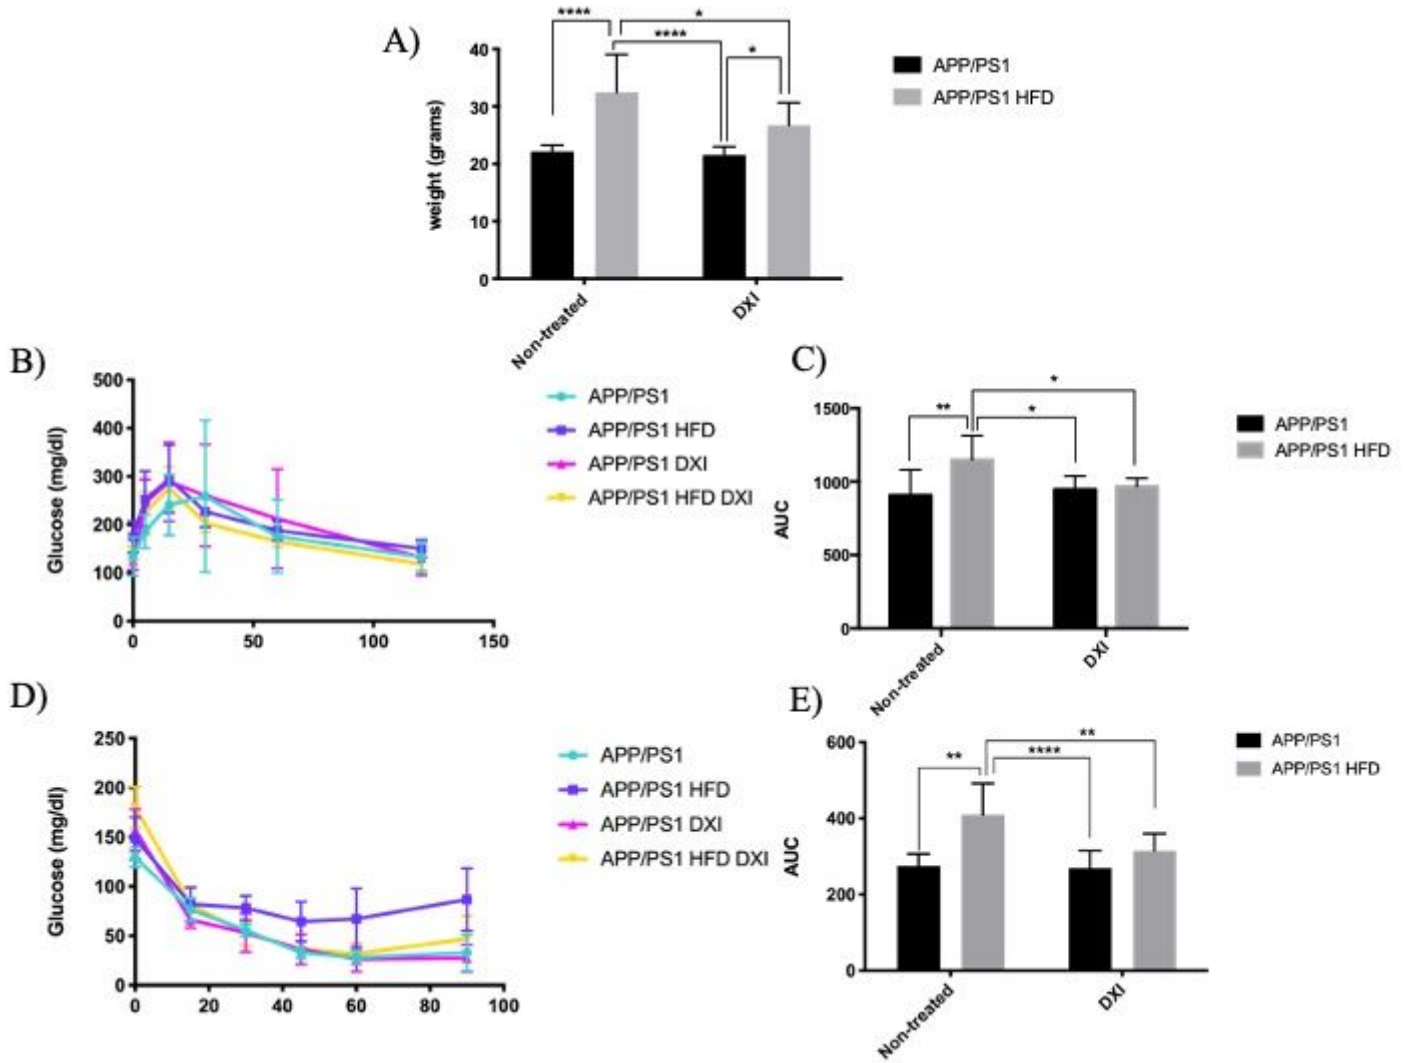 A)
**** *
**** *
40
30
20
10
0
weight (grams)
Non-treated
DXI
APP/PS1
APP/PS1 HFD
B)
500
400
300
200
100
0
Glucose (mg/dl)
0 50 100 150
APP/PS1
APP/PS1 HFD
APP/PS1 DXI
APP/PS1 HFD DXI
C)
*
** *
1500
1000
500
0
AUC
Non-treated
DXI
APP/PS1
APP/PS1 HFD
D)
250
200
150
100
50
0
Glucose (mg/dl)
0 20 40 60 80 100
APP/PS1
APP/PS1 HFD
APP/PS1 DXI
APP/PS1 HFD DXI
E)
**
** ****
600
400
200
0
AUC
Non-treated
DXI
APP/PS1
APP/PS1 HFD